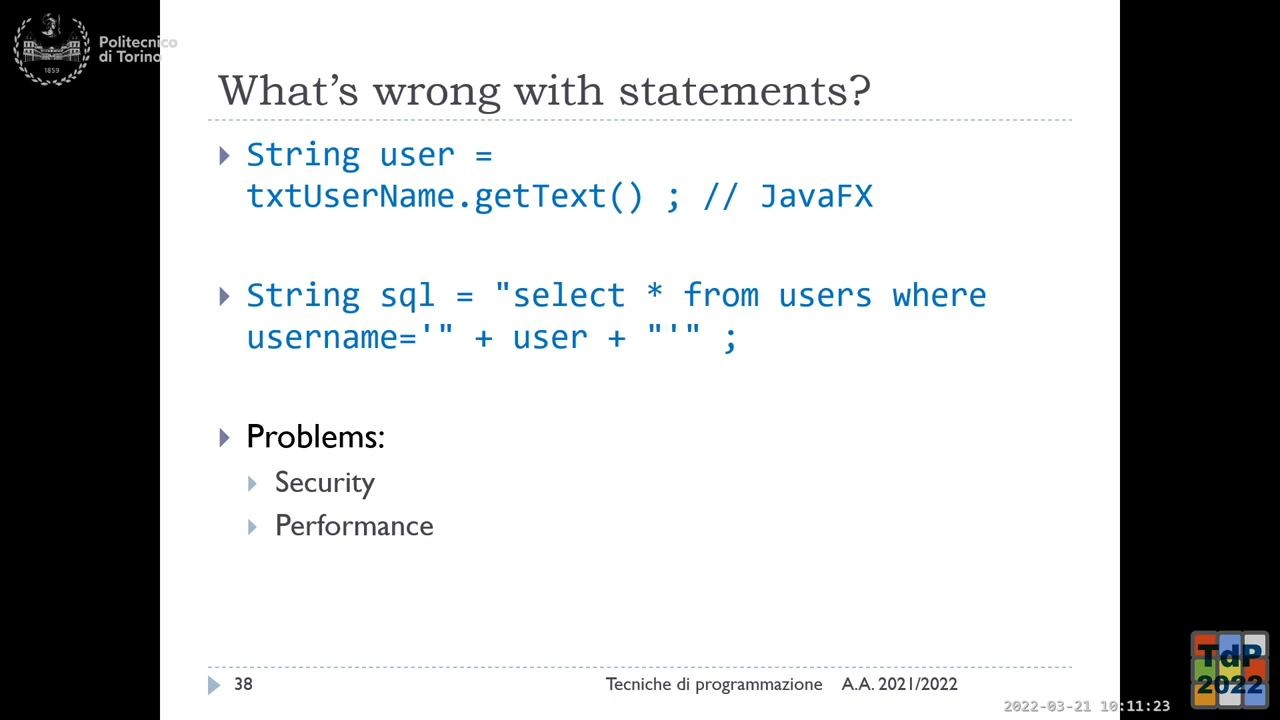 Politecnico
di Torino
1859
What's wrong with statements?
String user =
txtUserName.getText() ; // JavaFX
String sql = "select * from users where
username='" + user + "'" ;
Problems:
Security
Performance
38 Tecniche di programmazione A.A. 2021/2022
TdP
2022
2022-03-21 10:11:23